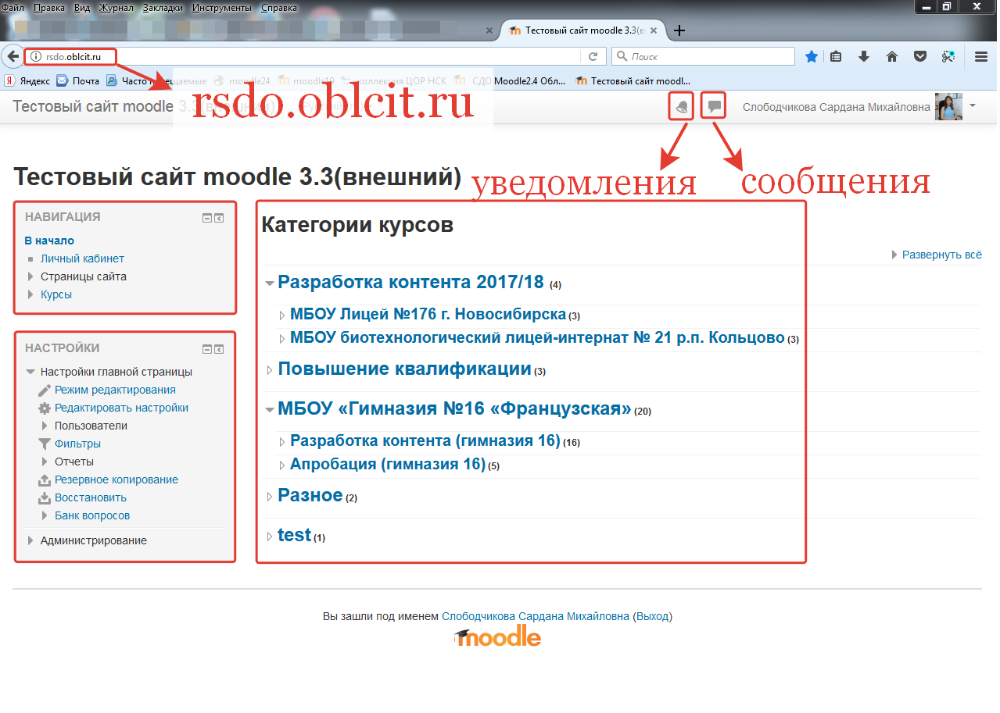 Файл Правка Вид Журнал Закладки Инструменты Справка
Тестовый сайт moodle 3.3(в
rsdo.oblcit.ru
Поиск
Яндекс Почта Часто посещаемые moodle24 moodle19 коллекция ЦОР НСК СДО Moodle2.4 Обл... Тестовый сайт moodl...
rsdo.oblcit.ru
Тестовый сайт moodle 3.3(внешний)
Слободчикова Сардана Михайловна
Тестовый сайт moodle 3.3(внешний)
уведомления
сообщения
НАВИГАЦИЯ
В начало
Личный кабинет
Страницы сайта
Курсы
НАСТРОЙКИ
Настройки главной страницы
Режим редактирования
Редактировать настройки
Пользователи
Фильтры
Отчеты
Резервное копирование
Восстановить
Банк вопросов
Администрирование
Категории курсов
Развернуть всё
Разработка контента 2017/18 (4)
МБОУ Лицей №176 г. Новосибирска (3)
МБОУ биотехнологический лицей-интернат № 21 р.п. Кольцово (3)
Повышение квалификации (3)
МБОУ «Гимназия №16 «Французская» (20)
Разработка контента (гимназия 16) (16)
Апробация (гимназия 16) (5)
Разное (2)
test (1)
Вы зашли под именем Слободчикова Сардана Михайловна (Выход)
moodle